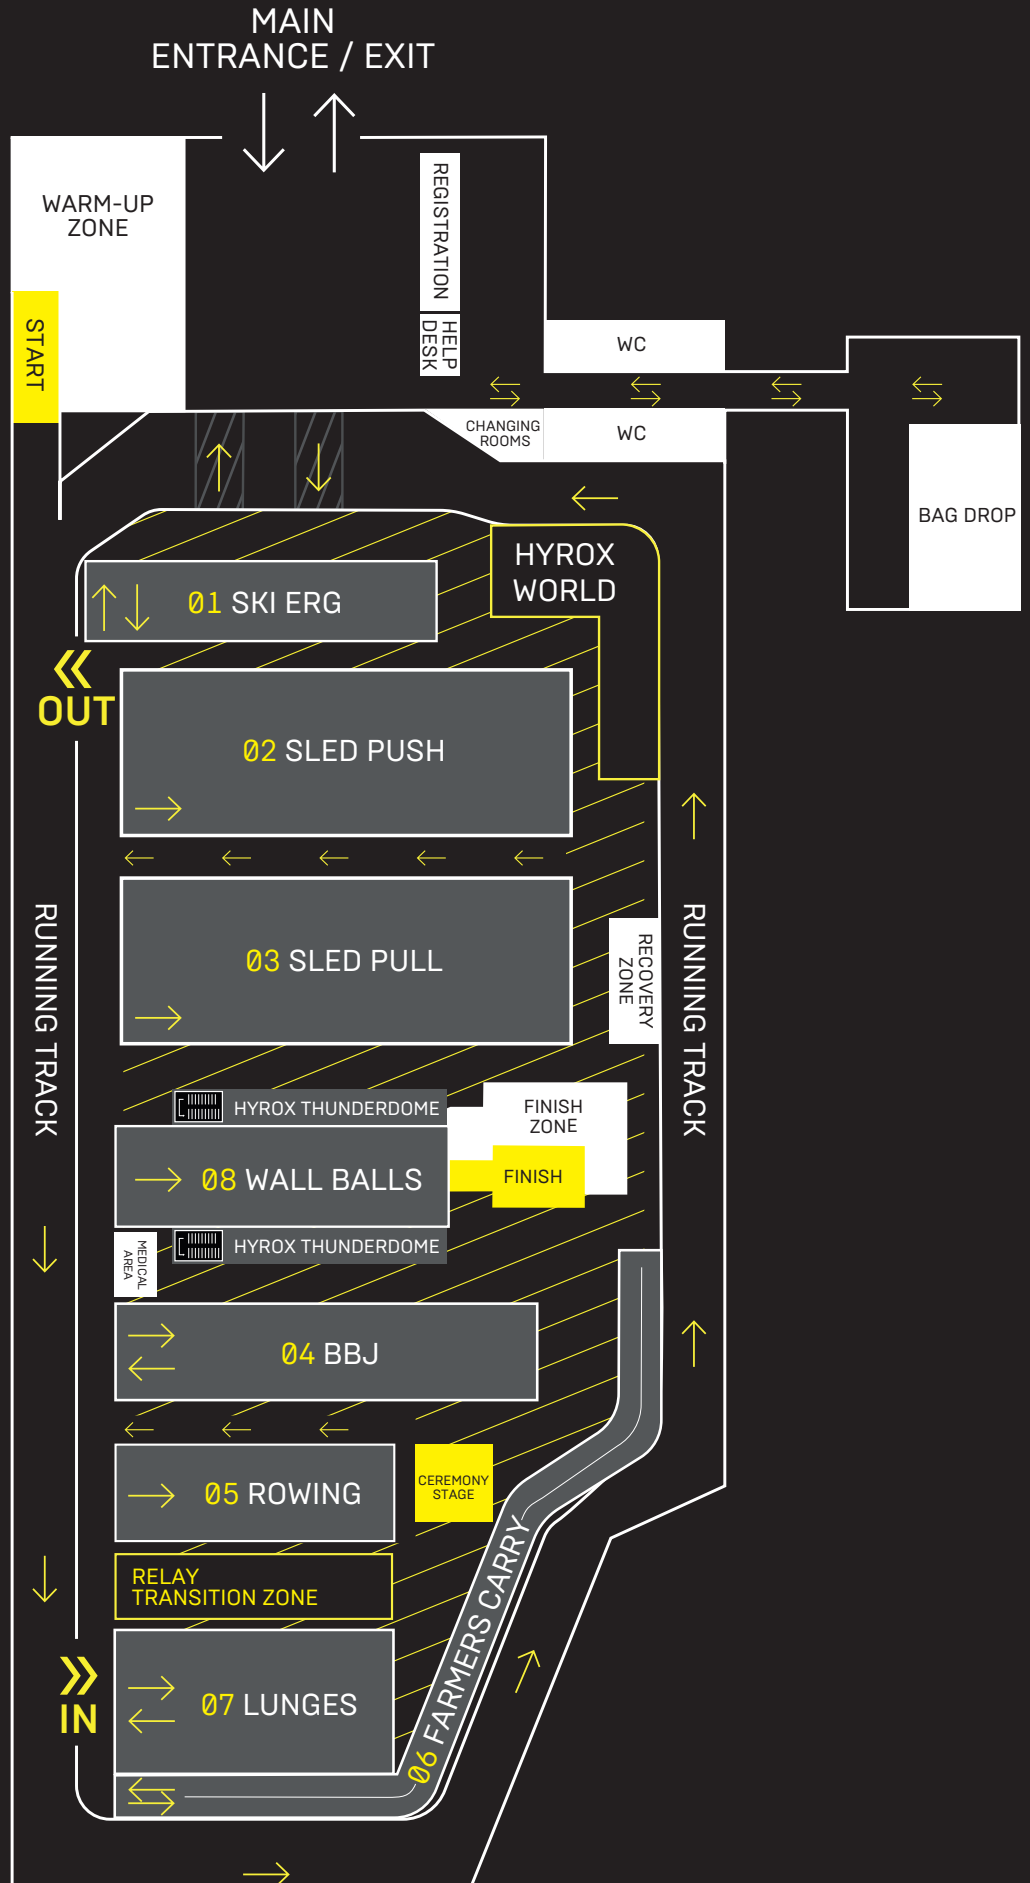 MAIN
ENTRANCE / EXIT
WARM-UP
ZONE
REGISTRATION
HELP
DESK
START
WC
CHANGING
ROOMS
WC
BAG DROP
HYROX
WORLD
01 SKI ERG
OUT
02 SLED PUSH
03 SLED PULL
RUNNING TRACK
RECOVERY
ZONE
RUNNING TRACK
HYROX THUNDERDOME
FINISH
ZONE
08 WALL BALLS
FINISH
HYROX THUNDERDOME
MEDICAL
AREA
04 BBJ
05 ROWING
CEREMONY
STAGE
RELAY
TRANSITION ZONE
06 FARMERS CARRY
07 LUNGES
IN